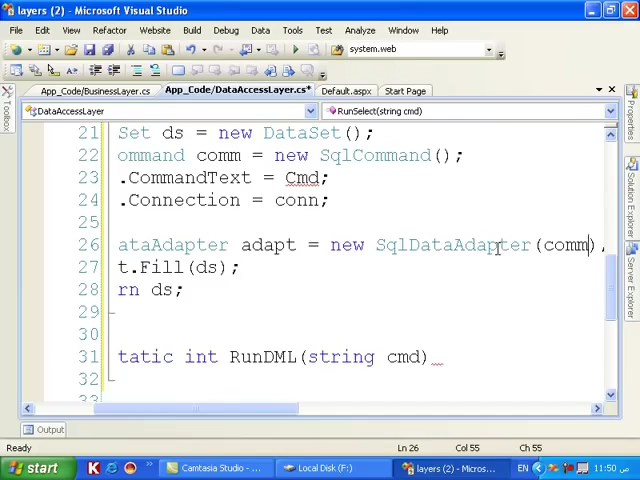 layers (2) - Microsoft Visual Studio
File Edit View Refactor Website Build Debug Data Tools Test Analyze Window Help
system.web
App_Code/BusinessLayer.cs App_Code/DataAccessLayer.cs* Default.aspx Start Page
DataAccessLayer RunSelect(string cmd)
Toolbox
21 Set ds = new DataSet();
22 ommand comm = new SqlCommand();
23 .CommandText = Cmd;
24 .Connection = conn;
25
26 ataAdapter adapt = new SqlDataAdapter(comm),
27 t.Fill(ds);
28 rn ds;
29
30
31 tatic int RunDML(string cmd)
32
33
Properties
Solution Explorer
Server Explorer
Output
Ready Ln 26 Col 55 Ch 55
start Camtasia Studio - ... Local Disk (F:) layers (2) - Microsoft... EN 11:50 ص